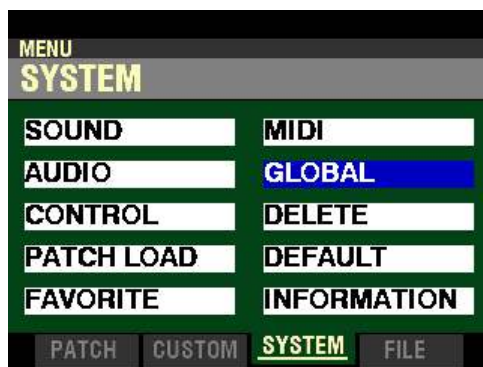 MENU
SYSTEM
SOUND
MIDI
AUDIO
GLOBAL
CONTROL
DELETE
PATCH LOAD
DEFAULT
FAVORITE
INFORMATION
PATCH
CUSTOM
SYSTEM
FILE